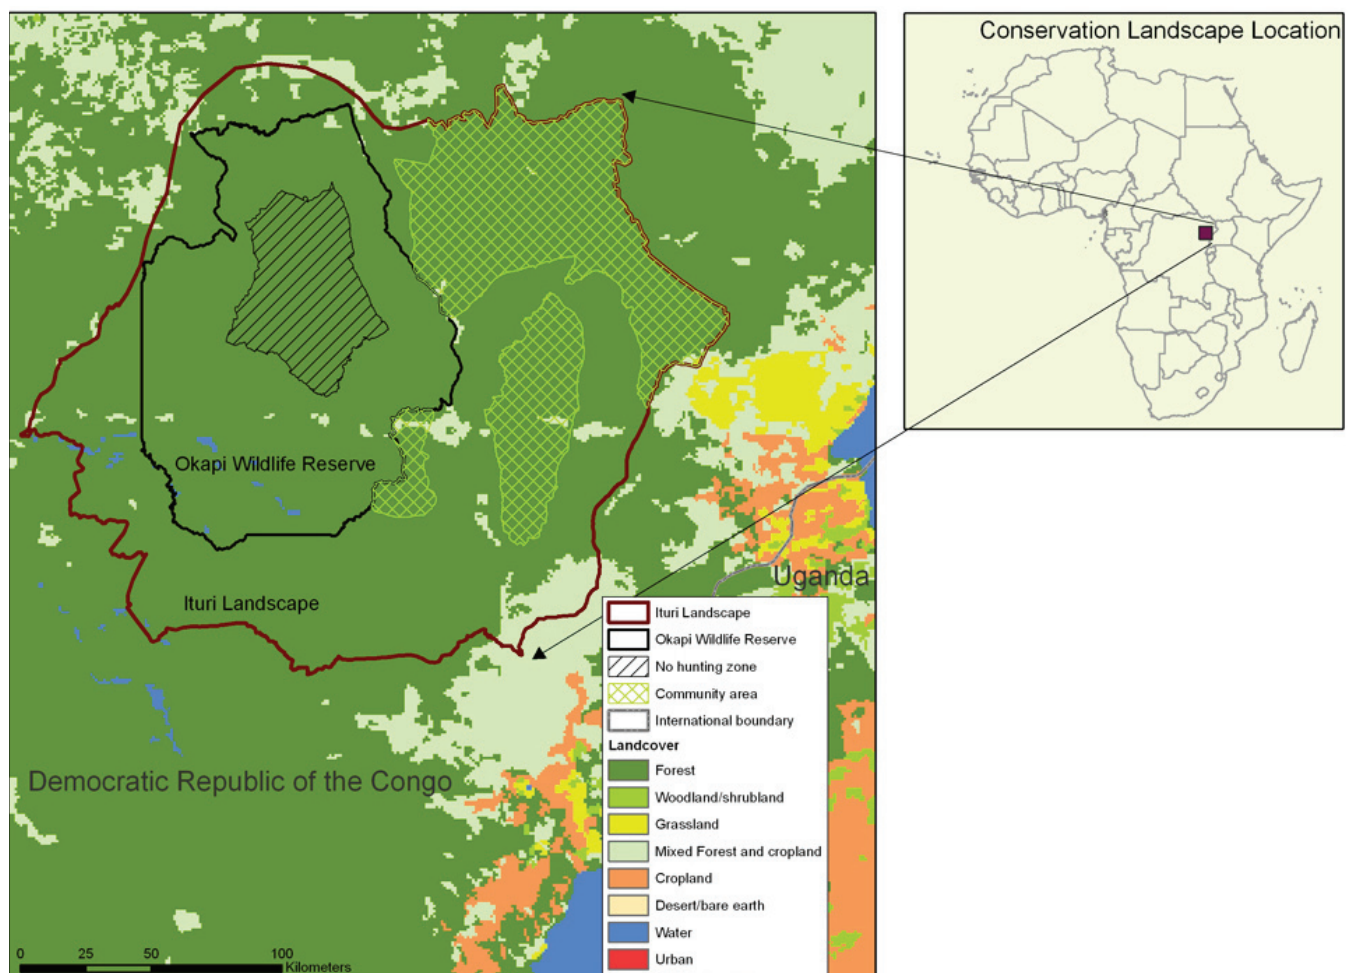 Conservation Landscape Location
Okapi Wildlife Reserve
Uganda
Ituri Landscape
Ituri Landscape
Okapi Wildlife Reserve
No hunting zone
Community area
International boundary
Landcover
Forest
Woodland/shrubland
Grassland
Mixed Forest and cropland
Cropland
Desert/bare earth
Water
Urban
Democratic Republic of the Congo
0 25 50 100
Kilometers